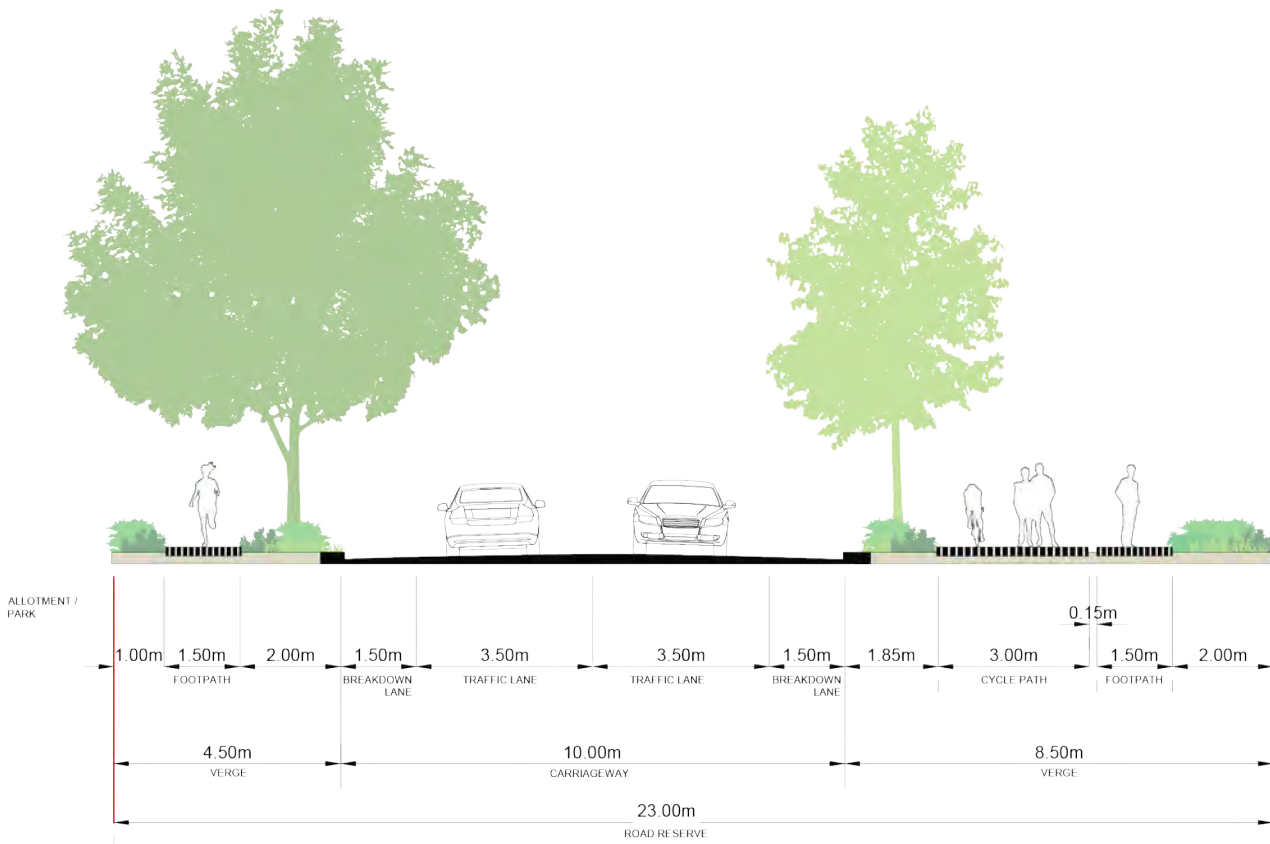 ALLOTMENT /
PARK
0.15m
1.00m 1.50m 2.00m 1.50m 3.50m 3.50m 1.50m 1.85m 3.00m 1.50m 2.00m
FOOTPATH BREAKDOWN LANE TRAFFIC LANE TRAFFIC LANE BREAKDOWN LANE CYCLE PATH FOOTPATH
4.50m 10.00m 8.50m
VERGE CARRIAGEWAY VERGE
23.00m
ROAD RESERVE